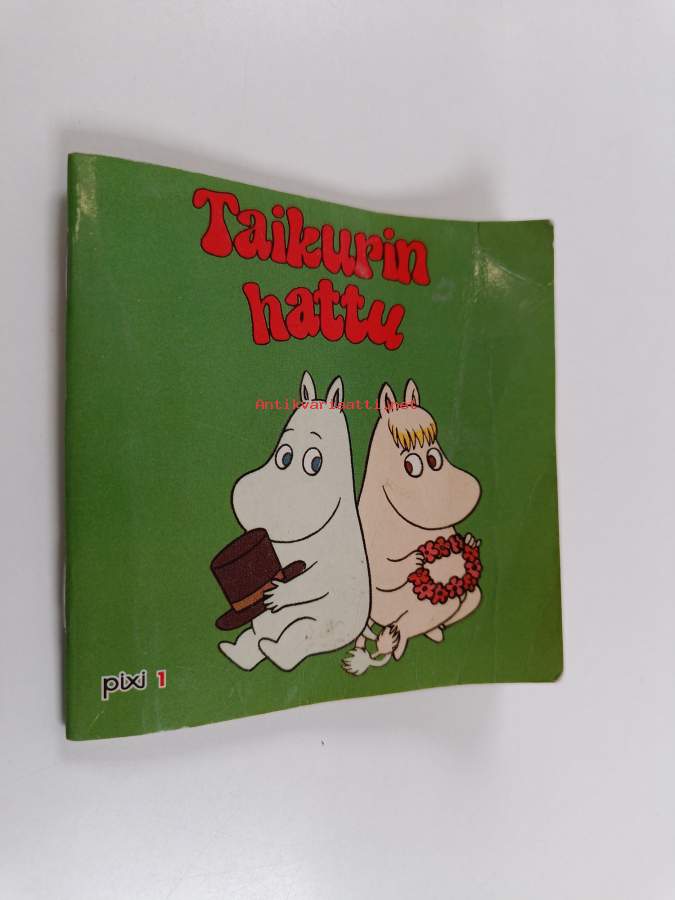 Taikurin
hattu
Antikvariaatti.net
pixi 1